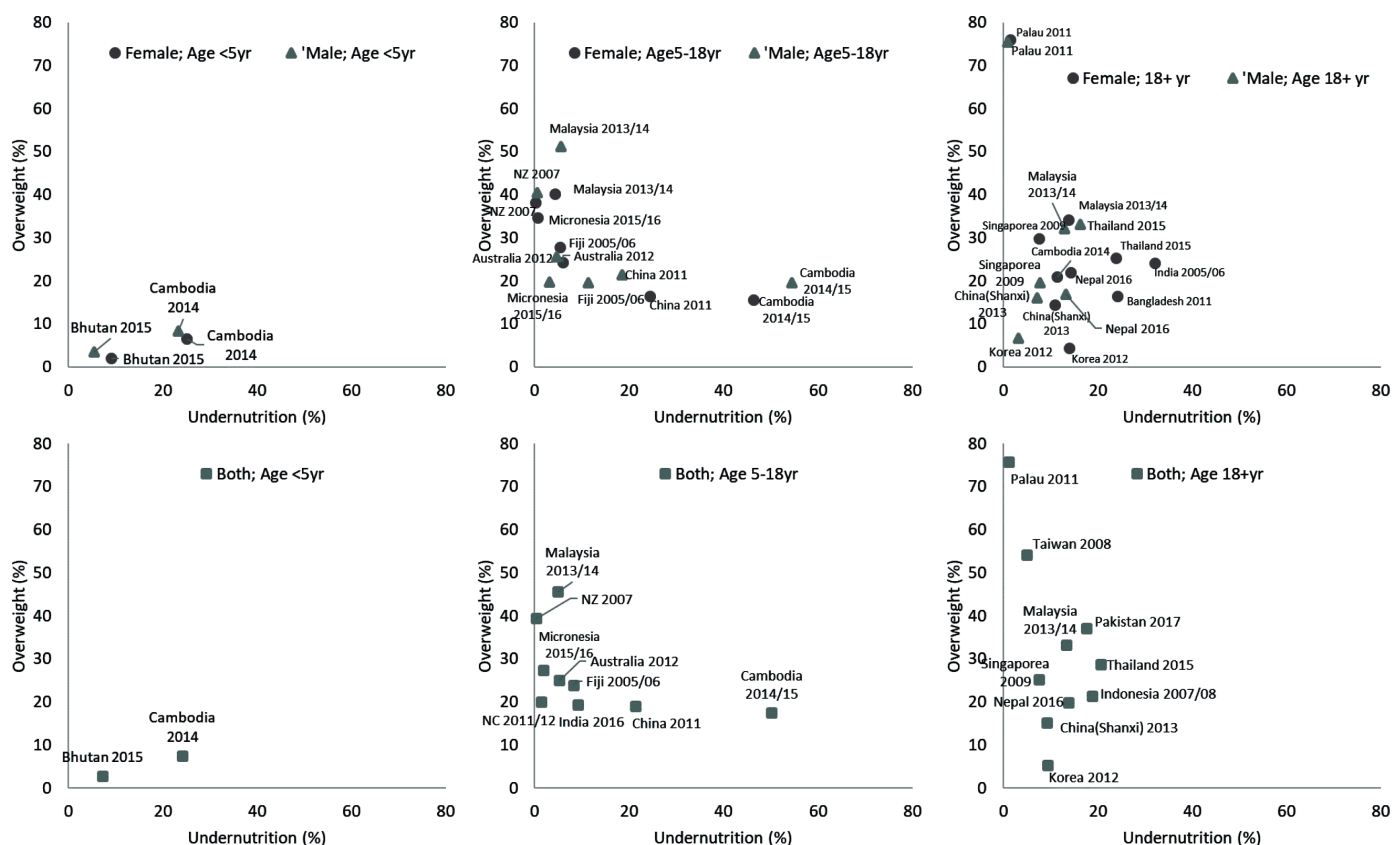 80
70
60
50
40
30
20
10
0
Overweight (%)
Female; Age <5yr
'Male; Age <5yr
Cambodia
2014
Bhutan 2015
Cambodia
2014
Bhutan 2015
0
20
40
60
80
Undernutrition (%)
80
70
60
50
40
30
20
10
0
Overweight (%)
Female; Age5-18yr
'Male; Age5-18yr
Malaysia 2013/14
NZ 2007
Malaysia 2013/14
NZ 2007
Micronesia 2015/16
Fiji 2005/06
Australia 2012
Australia 2012
China 2011
Cambodia
2014/15
Micronesia
2015/16
Fiji 2005/06
China 2011
Cambodia
2014/15
0
20
40
60
80
Undernutrition (%)
80
70
60
50
40
30
20
10
0
Overweight (%)
Palau 2011
Palau 2011
Female; 18+ yr
'Male; Age 18+ yr
Malaysia
2013/14
Malaysia 2013/14
Singaporea 2009
Thailand 2015
Cambodia 2014
Thailand 2015
Singaporea
2009
Nepal 2016
India 2005/06
China(Shanxi)
2013
Bangladesh 2011
China(Shanxi)
2013
Nepal 2016
Korea 2012
Korea 2012
0
20
40
60
80
Undernutrition (%)
80
70
60
50
40
30
20
10
0
Overweight (%)
Both; Age <5yr
Cambodia
2014
Bhutan 2015
0
20
40
60
80
Undernutrition (%)
80
70
60
50
40
30
20
10
0
Overweight (%)
Both; Age 5-18yr
Malaysia
2013/14
NZ 2007
Micronesia
2015/16
Australia 2012
Fiji 2005/06
Cambodia
2014/15
NC 2011/12
India 2016
China 2011
0
20
40
60
80
Undernutrition (%)
80
70
60
50
40
30
20
10
0
Overweight (%)
Both; Age 18+yr
Palau 2011
Taiwan 2008
Malaysia
2013/14
Pakistan 2017
Singaporea
2009
Thailand 2015
Nepal 2016
Indonesia 2007/08
China(Shanxi) 2013
Korea 2012
0
20
40
60
80
Undernutrition (%)